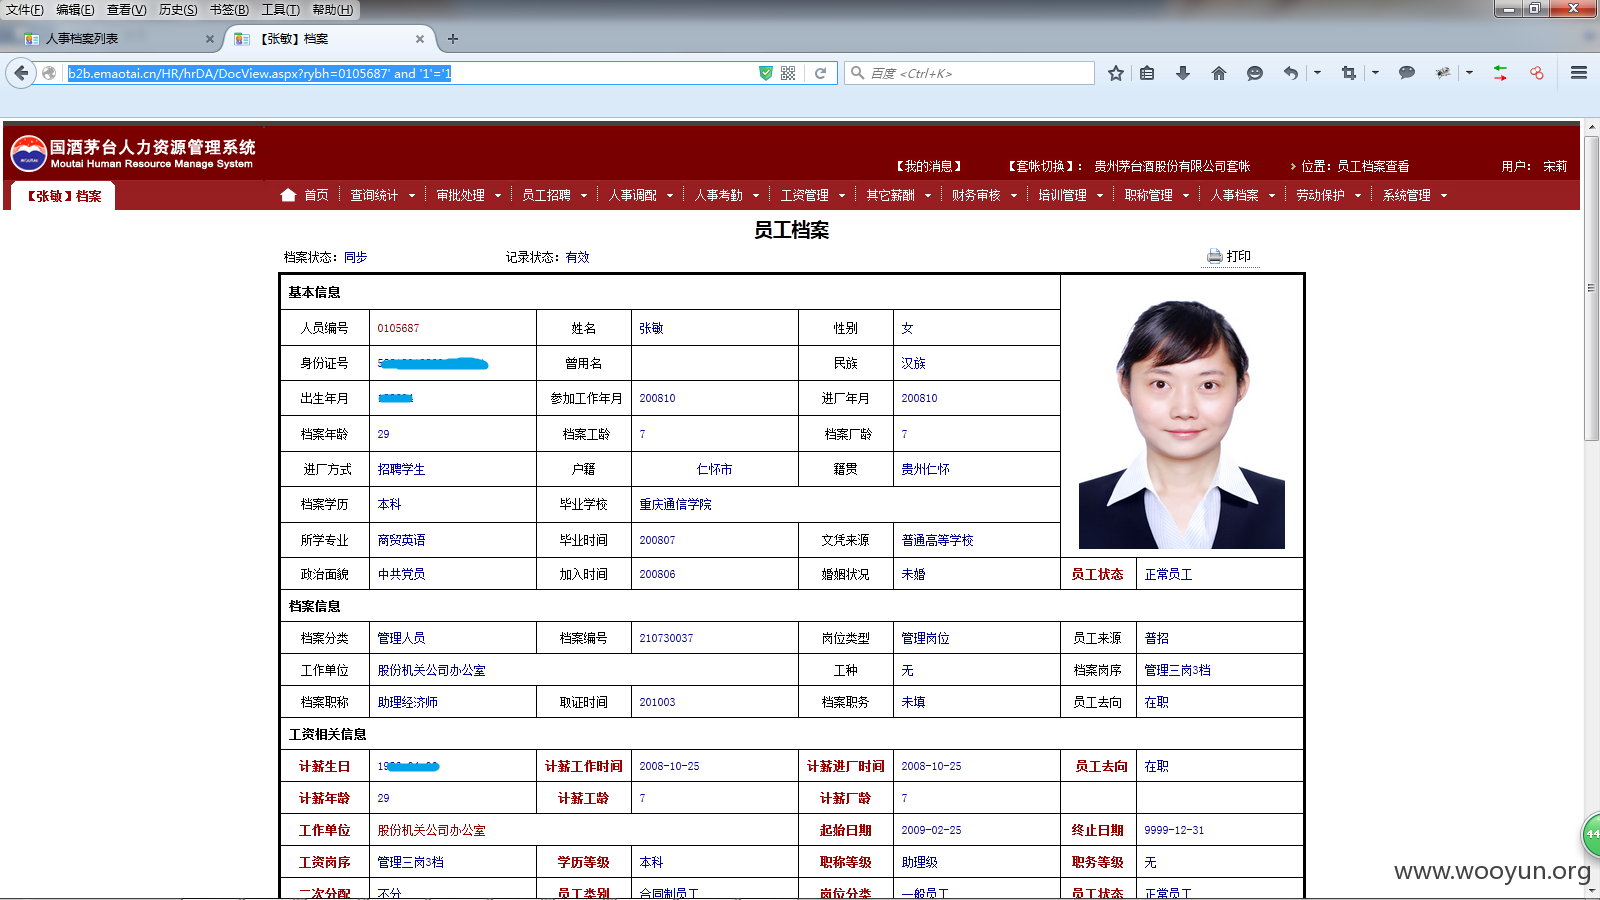 文件(F) 编辑(E) 查看(V) 历史(S) 书签(B) 工具(T) 帮助(H)
人事档案列表 【张敏】档案
b2b.emaotai.cn/HR/hrDA/DocView.aspx?rybh=0105687' and '1'='1 百度 <Ctrl+K>
国酒茅台人力资源管理系统
Moutai Human Resource Manage System
【我的消息】 【套帐切换】： 贵州茅台酒股份有限公司套帐 位置：员工档案查看 用户： 宋莉
【张敏】档案 首页 查询统计 审批处理 员工招聘 人事调配 人事考勤 工资管理 其它薪酬 财务审核 培训管理 职称管理 人事档案 劳动保护 系统管理
员工档案
档案状态：同步 记录状态：有效 打印
基本信息
人员编号 0105687 姓名 张敏 性别 女
身份证号 曾用名 民族 汉族
出生年月 参加工作年月 200810 进厂年月 200810
档案年龄 29 档案工龄 7 档案厂龄 7
进厂方式 招聘学生 户籍 仁怀市 籍贯 贵州仁怀
档案学历 本科 毕业学校 重庆通信学院
所学专业 商贸英语 毕业时间 200807 文凭来源 普通高等学校
政治面貌 中共党员 加入时间 200806 婚姻状况 未婚 员工状态 正常员工
档案信息
档案分类 管理人员 档案编号 210730037 岗位类型 管理岗位 员工来源 普招
工作单位 股份机关公司办公室 工种 无 档案岗序 管理三岗3档
档案职称 助理经济师 取证时间 201003 档案职务 未填 员工去向 在职
工资相关信息
计薪生日 计薪工作时间 2008-10-25 计薪进厂时间 2008-10-25 员工去向 在职
计薪年龄 29 计薪工龄 7 计薪厂龄 7
工作单位 股份机关公司办公室 起始日期 2009-02-25 终止日期 9999-12-31
工资岗序 管理三岗3档 学历等级 本科 职称等级 助理级 职务等级 无
二次分配 不分 员工类别 合同制员工 岗位分类 一般员工 员工状态 正常员工
44
www.wooyun.org